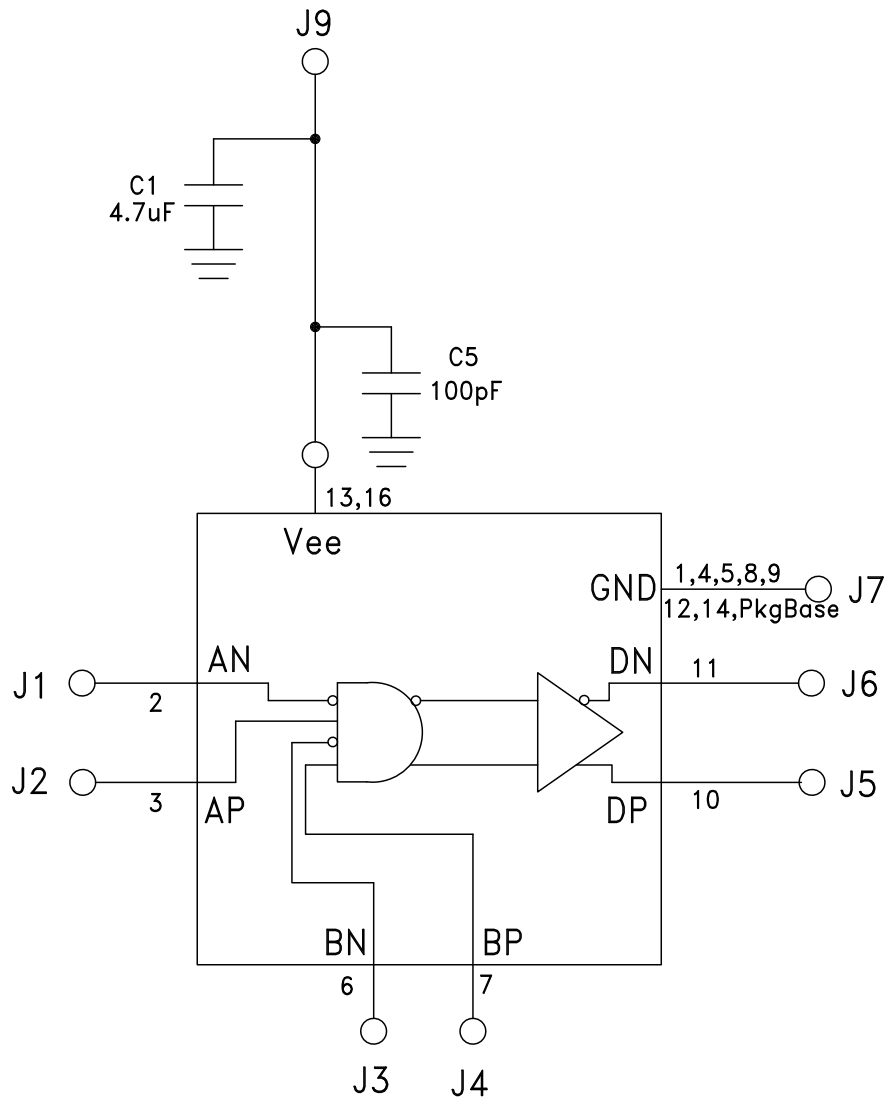 J9
C1
4.7uF
C5
100pF
13,16
Vee
GND
1,4,5,8,9
12,14,PkgBase
J7
J1
2
AN
DN
11
J6
J2
3
AP
DP
10
J5
BN
BP
6
7
J3
J4